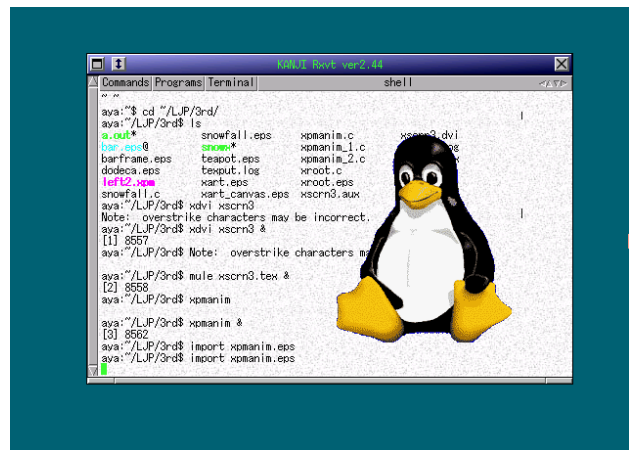 KANJI Rxvt ver2.44
Commands Programs Terminal shell
~ ~
aya:~$ cd ~/LJP/3rd/
aya:~/LJP/3rd$ ls
a.out* snowfall.eps xpmanim.c xscrn3.dvi
bar.eps@ snowx* xpmanim_1.c
barframe.eps teapot.eps xpmanim_2.c
dodeca.eps texput.log xroot.c
left2.xpm xart.eps xroot.eps
snowfall.c xart_canvas.eps xscrn3.aux
aya:~/LJP/3rd$ xdvi xscrn3
Note: overstrike characters may be incorrect.
aya:~/LJP/3rd$ xdvi xscrn3 &
[1] 8557
aya:~/LJP/3rd$ Note: overstrike characters
aya:~/LJP/3rd$ mule xscrn3.tex &
[2] 8558
aya:~/LJP/3rd$ xpmanim
aya:~/LJP/3rd$ xpmanim &
[3] 8562
aya:~/LJP/3rd$ import xpmanim.eps
aya:~/LJP/3rd$ import xpmanim.eps